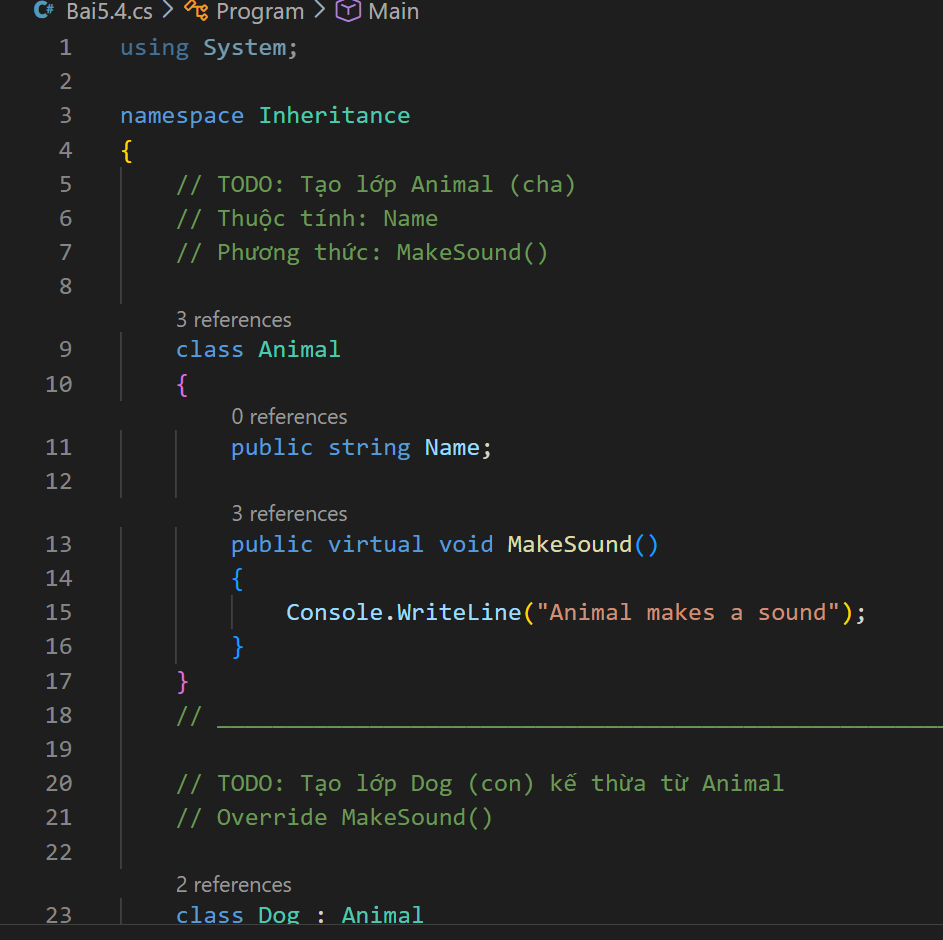 C# Bai5.4.cs > Program > Main
1 using System;
2
3 namespace Inheritance
4 {
5 // TODO: Tạo lớp Animal (cha)
6 // Thuộc tính: Name
7 // Phương thức: MakeSound()
8
3 references
9 class Animal
10 {
0 references
11 public string Name;
12
3 references
13 public virtual void MakeSound()
14 {
15 Console.WriteLine("Animal makes a sound");
16 }
17 }
18 // _____________________________________________________
19
20 // TODO: Tạo lớp Dog (con) kế thừa từ Animal
21 // Override MakeSound()
22
2 references
23 class Dog : Animal